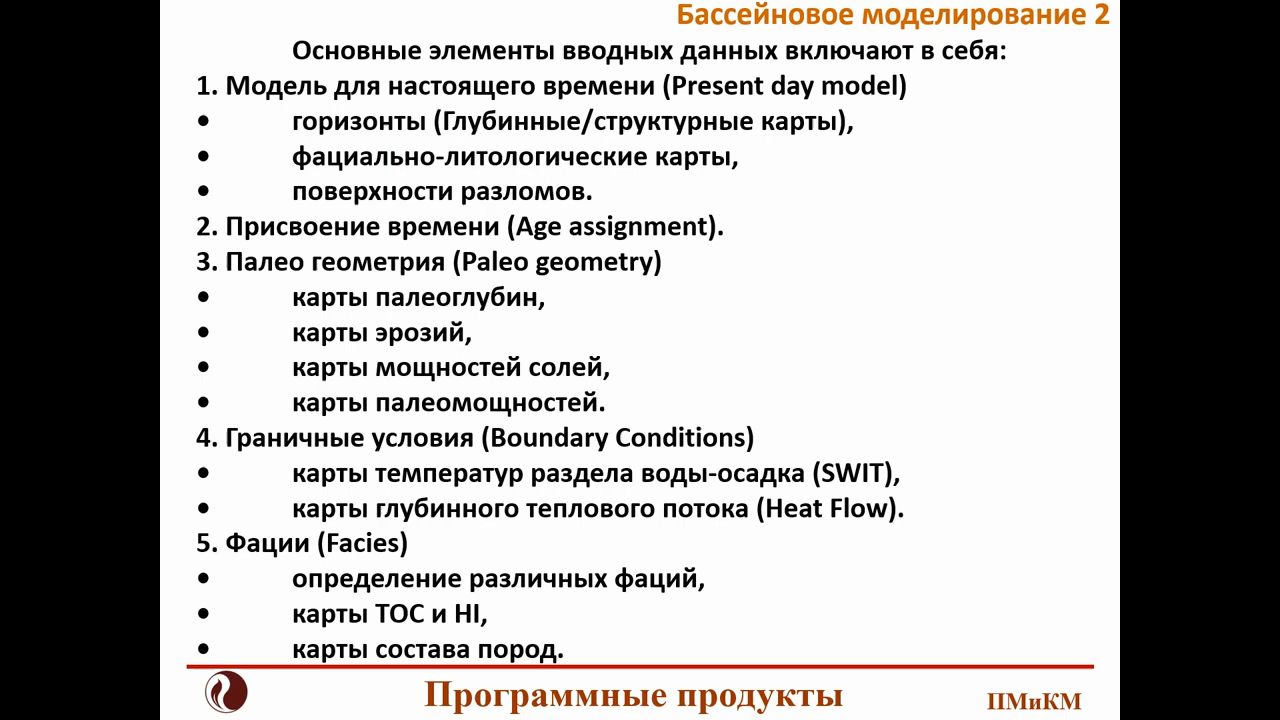 Бассейновое моделирование 2
Основные элементы вводных данных включают в себя:
1. Модель для настоящего времени (Present day model)
• горизонты (Глубинные/структурные карты),
• фациально-литологические карты,
• поверхности разломов.
2. Присвоение времени (Age assignment).
3. Палео геометрия (Paleo geometry)
• карты палеоглубин,
• карты эрозий,
• карты мощностей солей,
• карты палеомощностей.
4. Граничные условия (Boundary Conditions)
• карты температур раздела воды-осадка (SWIT),
• карты глубинного теплового потока (Heat Flow).
5. Фации (Facies)
• определение различных фаций,
• карты TOC и HI,
• карты состава пород.
Программные продукты
ПМиКМ